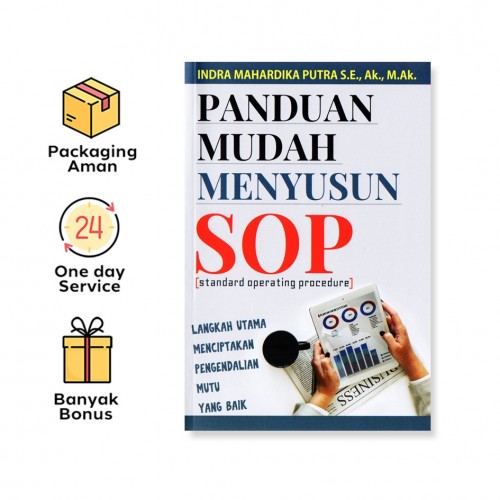 Packaging
Aman
24
One day
Service
Banyak
Bonus
INDRA MAHARDIKA PUTRA S.E., Ak., M.Ak.
PANDUAN
MUDAH
MENYUSUN
SOP
[standard operating procedure]
LANGKAH UTAMA
MENCIPTAKAN
PENGENDALIAN
MUTU
YANG BAIK
BUSINESS